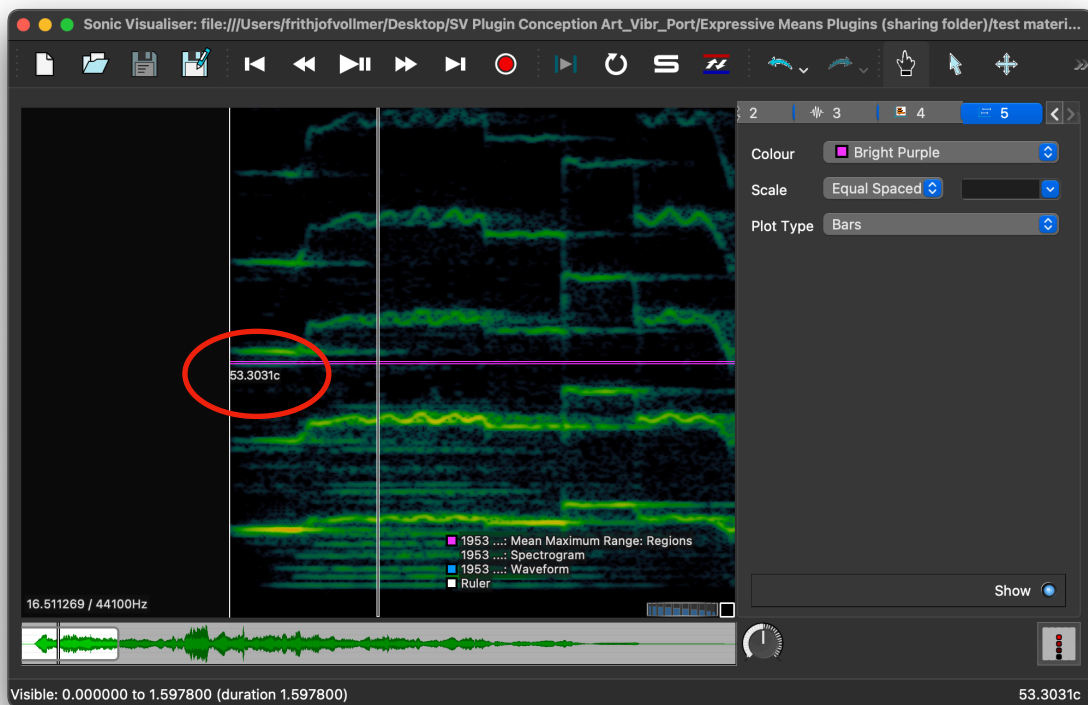 Sonic Visualiser: file:///Users/frithjofvollmer/Desktop/SV Plugin Conception Art_Vibr_Port/Expressive Means Plugins (sharing folder)/test materi...
2 3 4 5
Colour Bright Purple
Scale Equal Spaced
Plot Type Bars
53.3031c
1953 ...: Mean Maximum Range: Regions
1953 ...: Spectrogram
1953 ...: Waveform
Ruler
Show
16.511269 / 44100Hz
Visible: 0.000000 to 1.597800 (duration 1.597800) 53.3031c